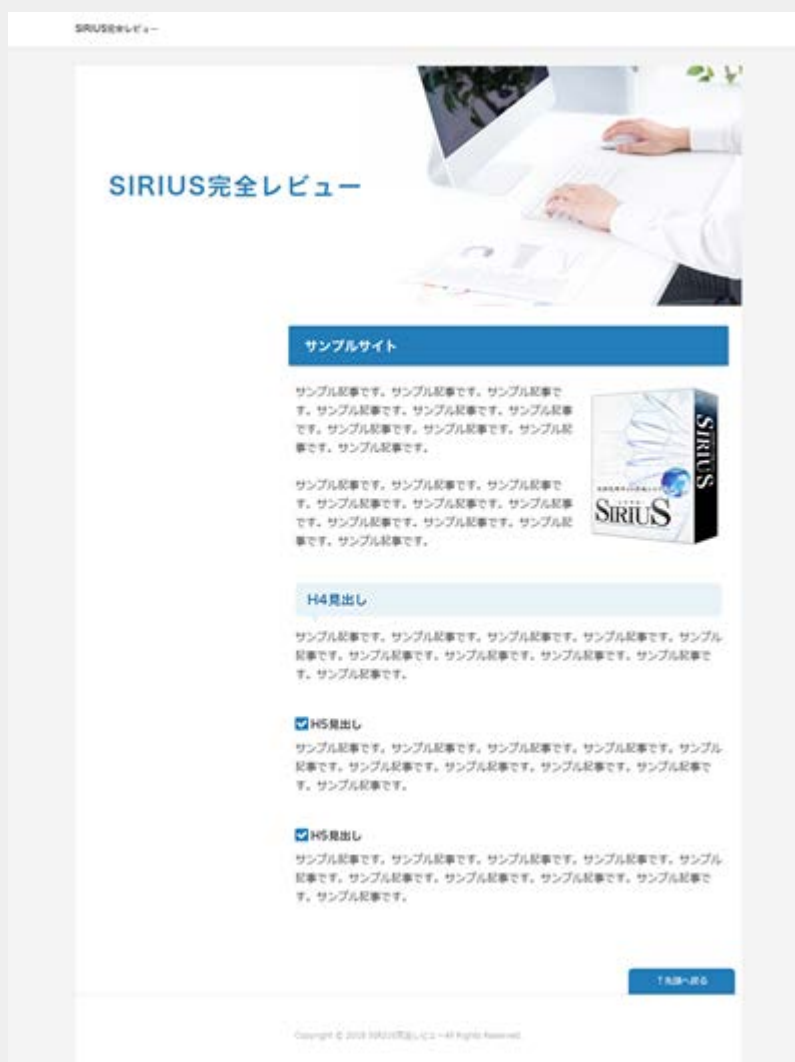 SIRIUS完全レビュー
SIRIUS完全レビュー
サンプルサイト
サンプル記事です。サンプル記事です。サンプル記事で
す。サンプル記事です。サンプル記事です。サンプル記事
です。サンプル記事です。サンプル記事です。サンプル記
事です。サンプル記事です。
サンプル記事です。サンプル記事です。サンプル記事で
す。サンプル記事です。サンプル記事です。サンプル記事
です。サンプル記事です。サンプル記事です。サンプル記
事です。サンプル記事です。
SIRIUS
SIRIUS
H4見出し
サンプル記事です。サンプル記事です。サンプル記事です。サンプル記事です。サンプル
記事です。サンプル記事です。サンプル記事です。サンプル記事です。サンプル記事で
す。サンプル記事です。
H5見出し
サンプル記事です。サンプル記事です。サンプル記事です。サンプル記事です。サンプル
記事です。サンプル記事です。サンプル記事です。サンプル記事です。サンプル記事で
す。サンプル記事です。
H5見出し
サンプル記事です。サンプル記事です。サンプル記事です。サンプル記事です。サンプル
記事です。サンプル記事です。サンプル記事です。サンプル記事です。サンプル記事で
す。サンプル記事です。
↑先頭へ戻る
Copyright © SIRIUS完全レビュー All Rights Reserved.